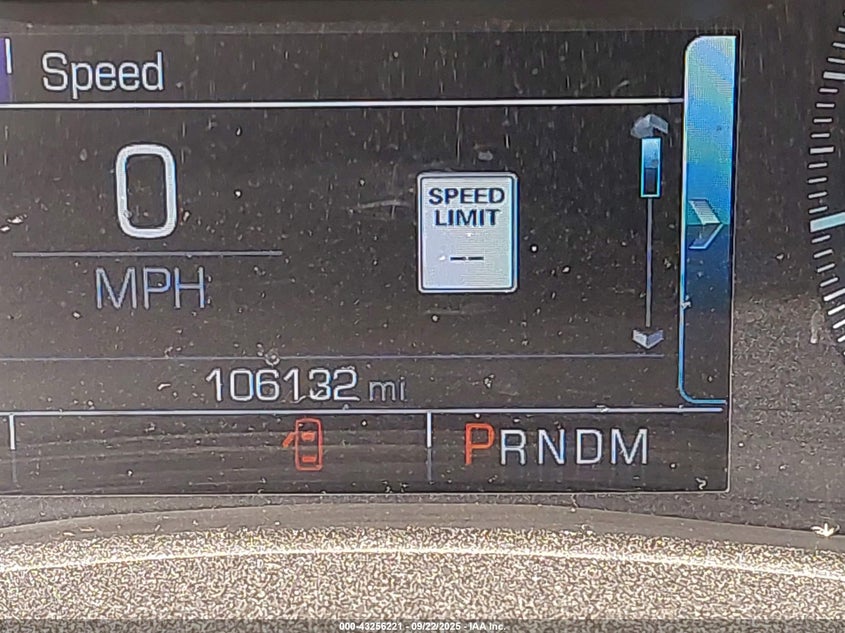 Speed
0
MPH
SPEED
LIMIT
--
106132 mi
PRNDM
000-43256221 - 09/22/2025 - IAA Inc.